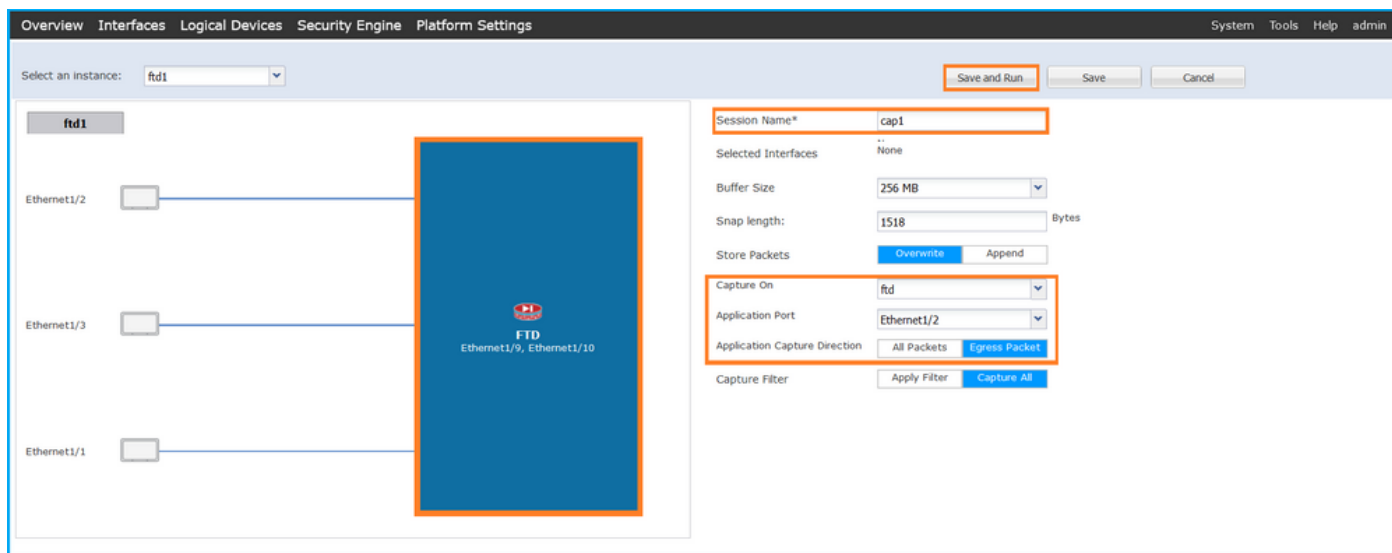 Overview Interfaces Logical Devices Security Engine Platform Settings System Tools Help admin
Select an instance: ftd1 Save and Run Save Cancel
ftd1
Ethernet1/2
Ethernet1/3
Ethernet1/1
FTD
Ethernet1/9, Ethernet1/10
Session Name* cap1
Selected Interfaces None
Buffer Size 256 MB
Snap length: 1518 Bytes
Store Packets Overwrite Append
Capture On ftd
Application Port Ethernet1/2
Application Capture Direction All Packets Egress Packet
Capture Filter Apply Filter Capture All